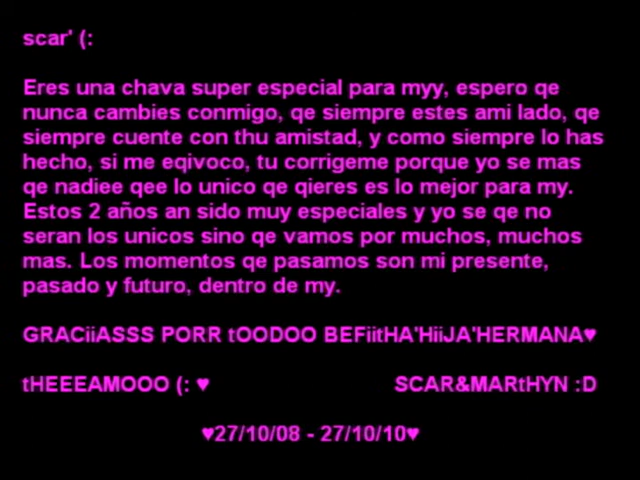 scar' (:
Eres una chava super especial para myy, espero qe
nunca cambies conmigo, qe siempre estes ami lado, qe
siempre cuente con thu amistad, y como siempre lo has
hecho, si me eqivoco, tu corrigeme porque yo se mas
qe nadiee qee lo unico qe qieres es lo mejor para my.
Estos 2 años an sido muy especiales y yo se qe no
seran los unicos sino qe vamos por muchos, muchos
mas. Los momentos qe pasamos son mi presente,
pasado y futuro, dentro de my.
GRACiiASSS PORR tOODOO BEFiitHA'HiiJA'HERMANA♥
tHEEEAMOOO (: ♥ SCAR&MARtHYN :D
♥27/10/08 - 27/10/10♥